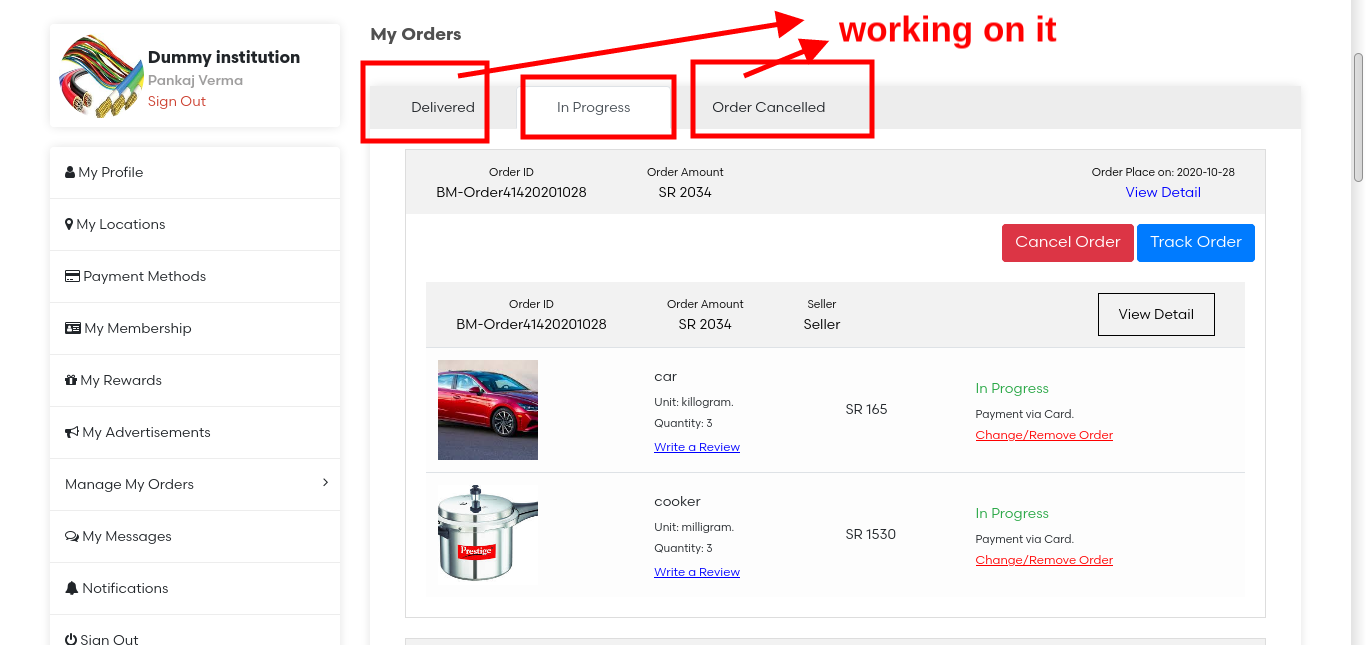 Dummy institution
Pankaj Verma
Sign Out
My Profile
My Locations
Payment Methods
My Membership
My Rewards
My Advertisements
Manage My Orders
My Messages
Notifications
Sign Out
My Orders
working on it
Delivered
In Progress
Order Cancelled
Order ID
BM-Order41420201028
Order Amount
SR 2034
Order Place on: 2020-10-28
View Detail
Cancel Order
Track Order
Order ID
BM-Order41420201028
Order Amount
SR 2034
Seller
Seller
View Detail
car
Unit: killogram.
Quantity: 3
Write a Review
SR 165
In Progress
Payment via Card.
Change/Remove Order
Prestige
cooker
Unit: milligram.
Quantity: 3
Write a Review
SR 1530
In Progress
Payment via Card.
Change/Remove Order